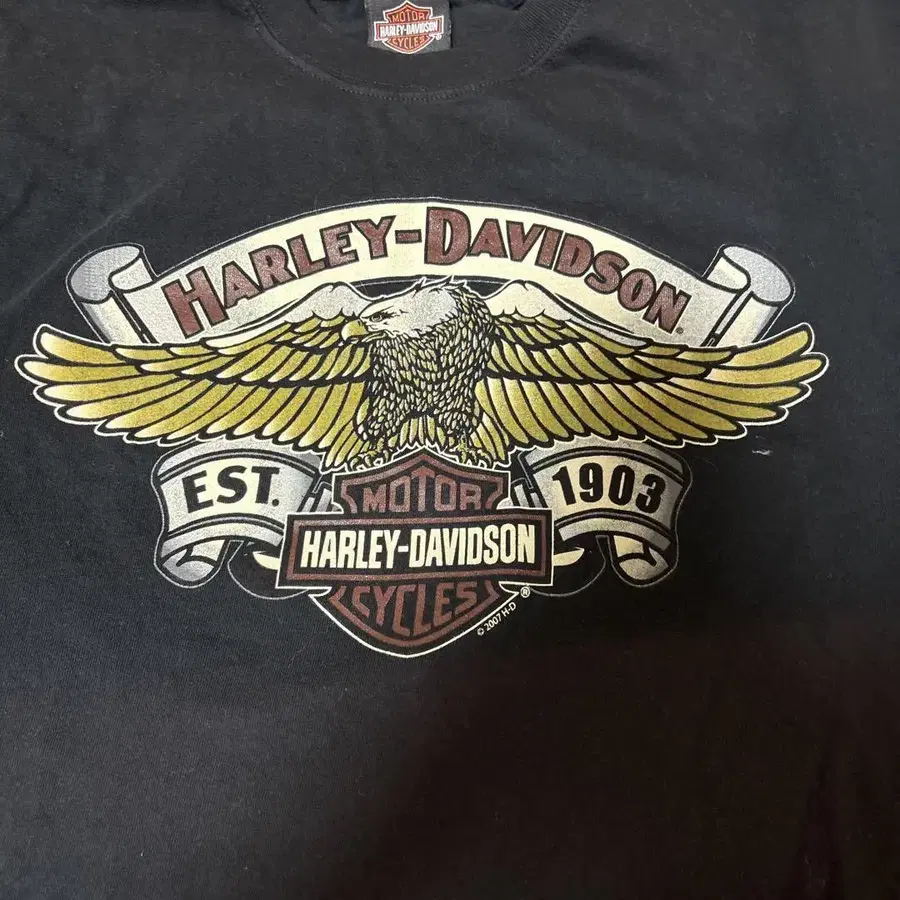 MOTOR
HARLEY-DAVIDSON
CYCLES
HARLEY-DAVIDSON
EST. 1903
MOTOR
HARLEY-DAVIDSON
CYCLES
®
© 2007 H-D